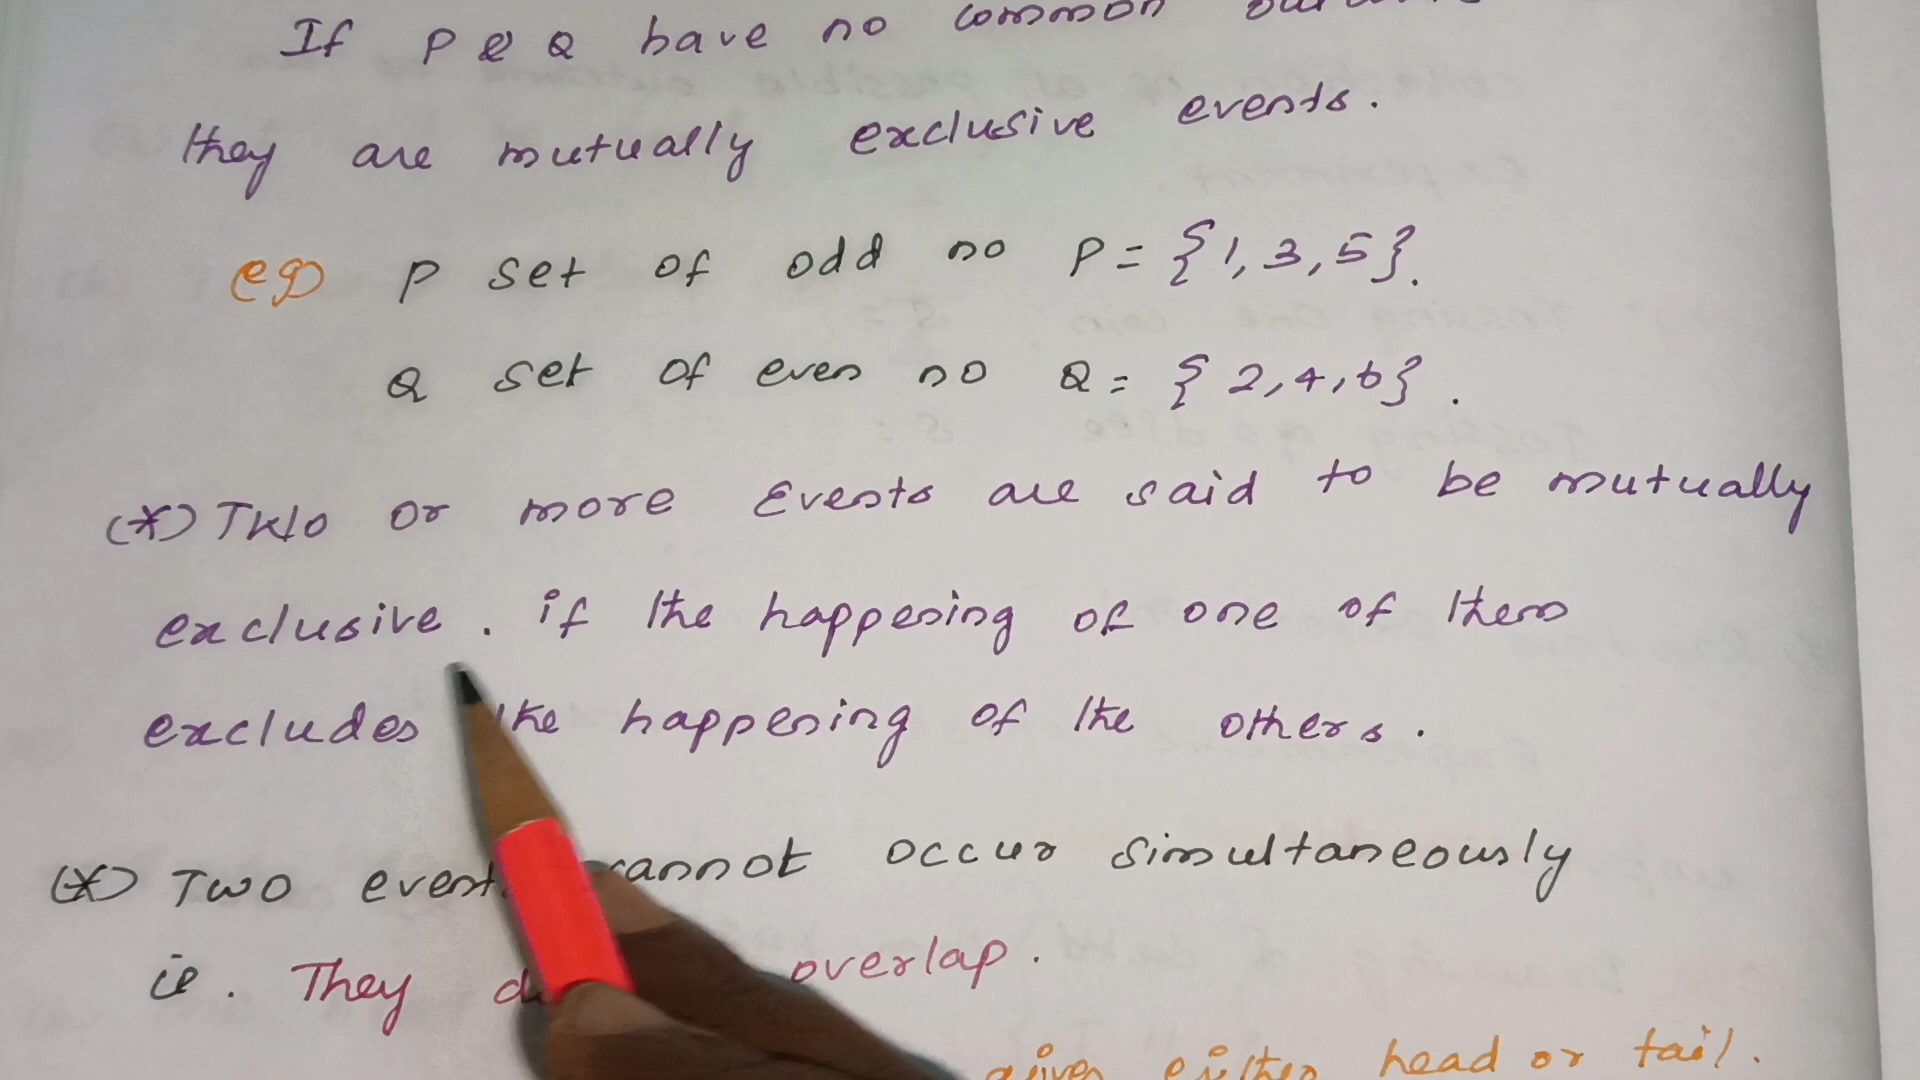 If P & Q have no common
they are mutually exclusive events.
eg) P set of odd no P = {1, 3, 5}.
Q set of even no Q = {2, 4, 6}.
(*) Two or more Events are said to be mutually
exclusive. if the happening of one of them
excludes the happening of the others.
(*) Two event cannot occur simultaneously
ie. They overlap.
given either head or tail.